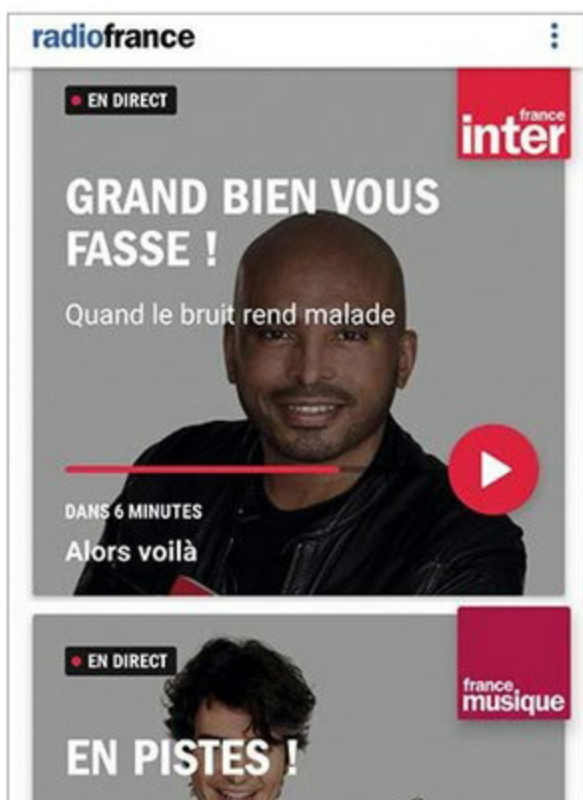 radiofrance
EN DIRECT
france
inter
GRAND BIEN VOUS
FASSE !
Quand le bruit rend malade
DANS 6 MINUTES
Alors voilà
EN DIRECT
france
musique
EN PISTES !